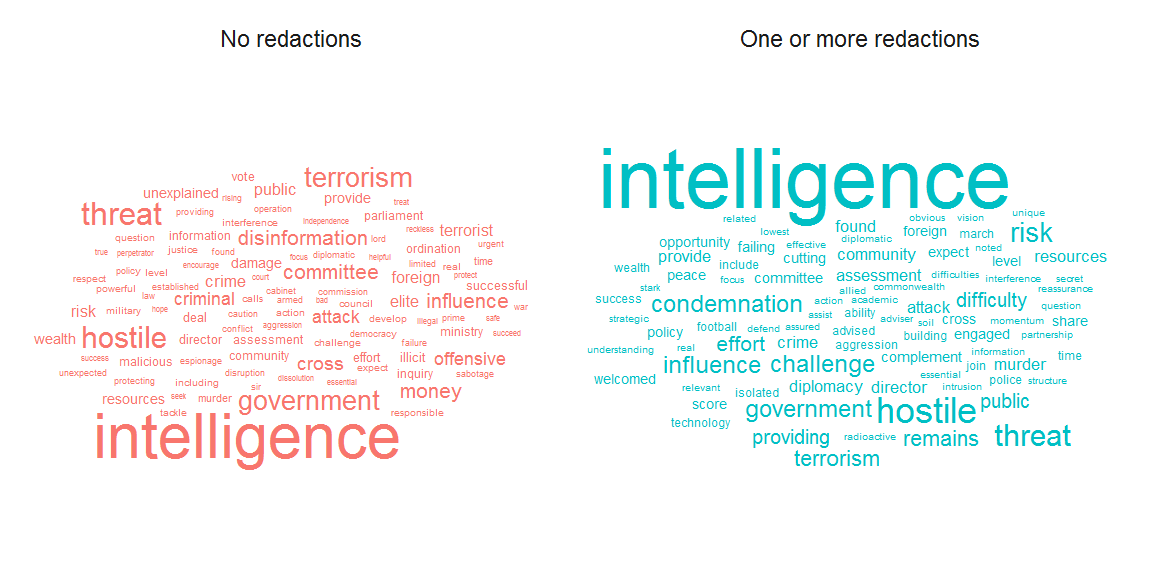 No redactions
One or more redactions
vote terrorism
unexplained rising public provide treat
threat providing operation parliament
interference independence reckless
question information disinformation lord terrorist
true perpetrator justice found focus diplomatic helpful ordination urgent
encourage damage committee limited real time
respect policy level crime court foreign protect
powerful established cabinet commission successful
law hope criminal calls armed bad council elite influence
risk military deal caution action attack develop illegal prime safe war
conflict aggression democracy ministry succeed
wealth hostile director assessment challenge failure
success malicious espionage community cross effort illicit offensive
unexpected disruption expect inquiry sabotage
protecting including sir dissolution essential money
resources seek murder government responsible
tackle
intelligence
intelligence
related found obvious vision unique
lowest diplomatic foreign march risk
opportunity failing effective community expect noted
provide cutting level resources
wealth peace include assessment difficulties interference secret
stark focus committee allied commonwealth reassurance
success condemnation action academic attack difficulty question
strategic assist ability adviser soil cross momentum share
policy football defend assured advised building engaged partnership
understanding real effort crime aggression information
influence challenge complement join murder time
welcomed essential police structure
relevant isolated diplomacy director intrusion
score government hostile public
technology
providing radioactive remains threat
terrorism